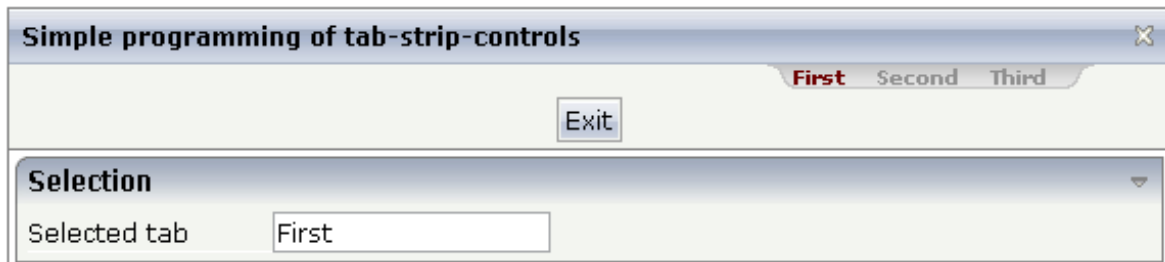 Simple programming of tab-strip-controls
First Second Third
Exit
Selection
Selected tab First